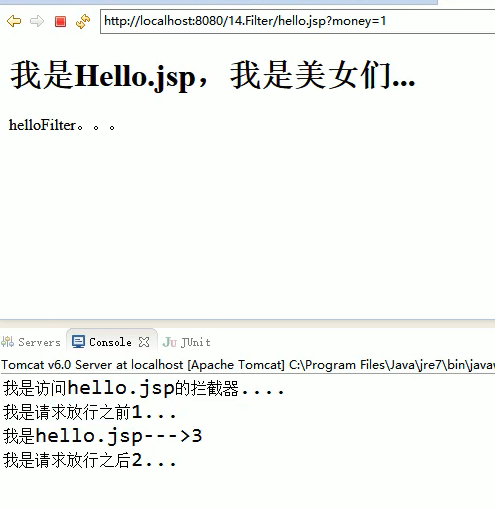 http://localhost:8080/14.Filter/hello.jsp?money=1
我是Hello.jsp，我是美女们...
helloFilter。。。
Servers Console JUnit
Tomcat v6.0 Server at localhost [Apache Tomcat] C:\Program Files\Java\jre7\bin\javaw
我是访问hello.jsp的拦截器....
我是请求放行之前1...
我是hello.jsp--->3
我是请求放行之后2...